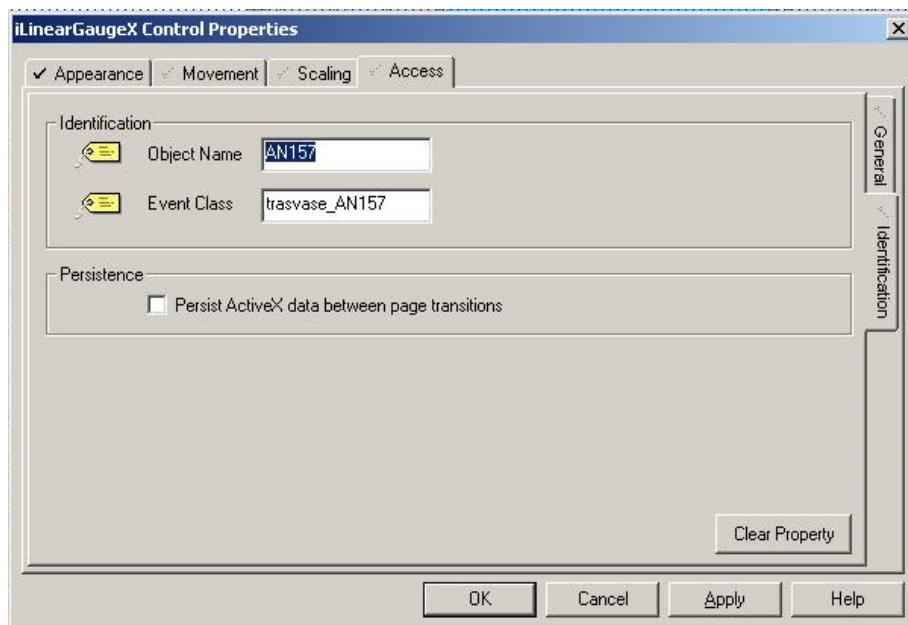 iLinearGaugeX Control Properties
Appearance Movement Scaling Access
General
Identification
Identification
Object Name AN157
Event Class trasvase_AN157
Persistence
Persist ActiveX data between page transitions
Clear Property
OK Cancel Apply Help